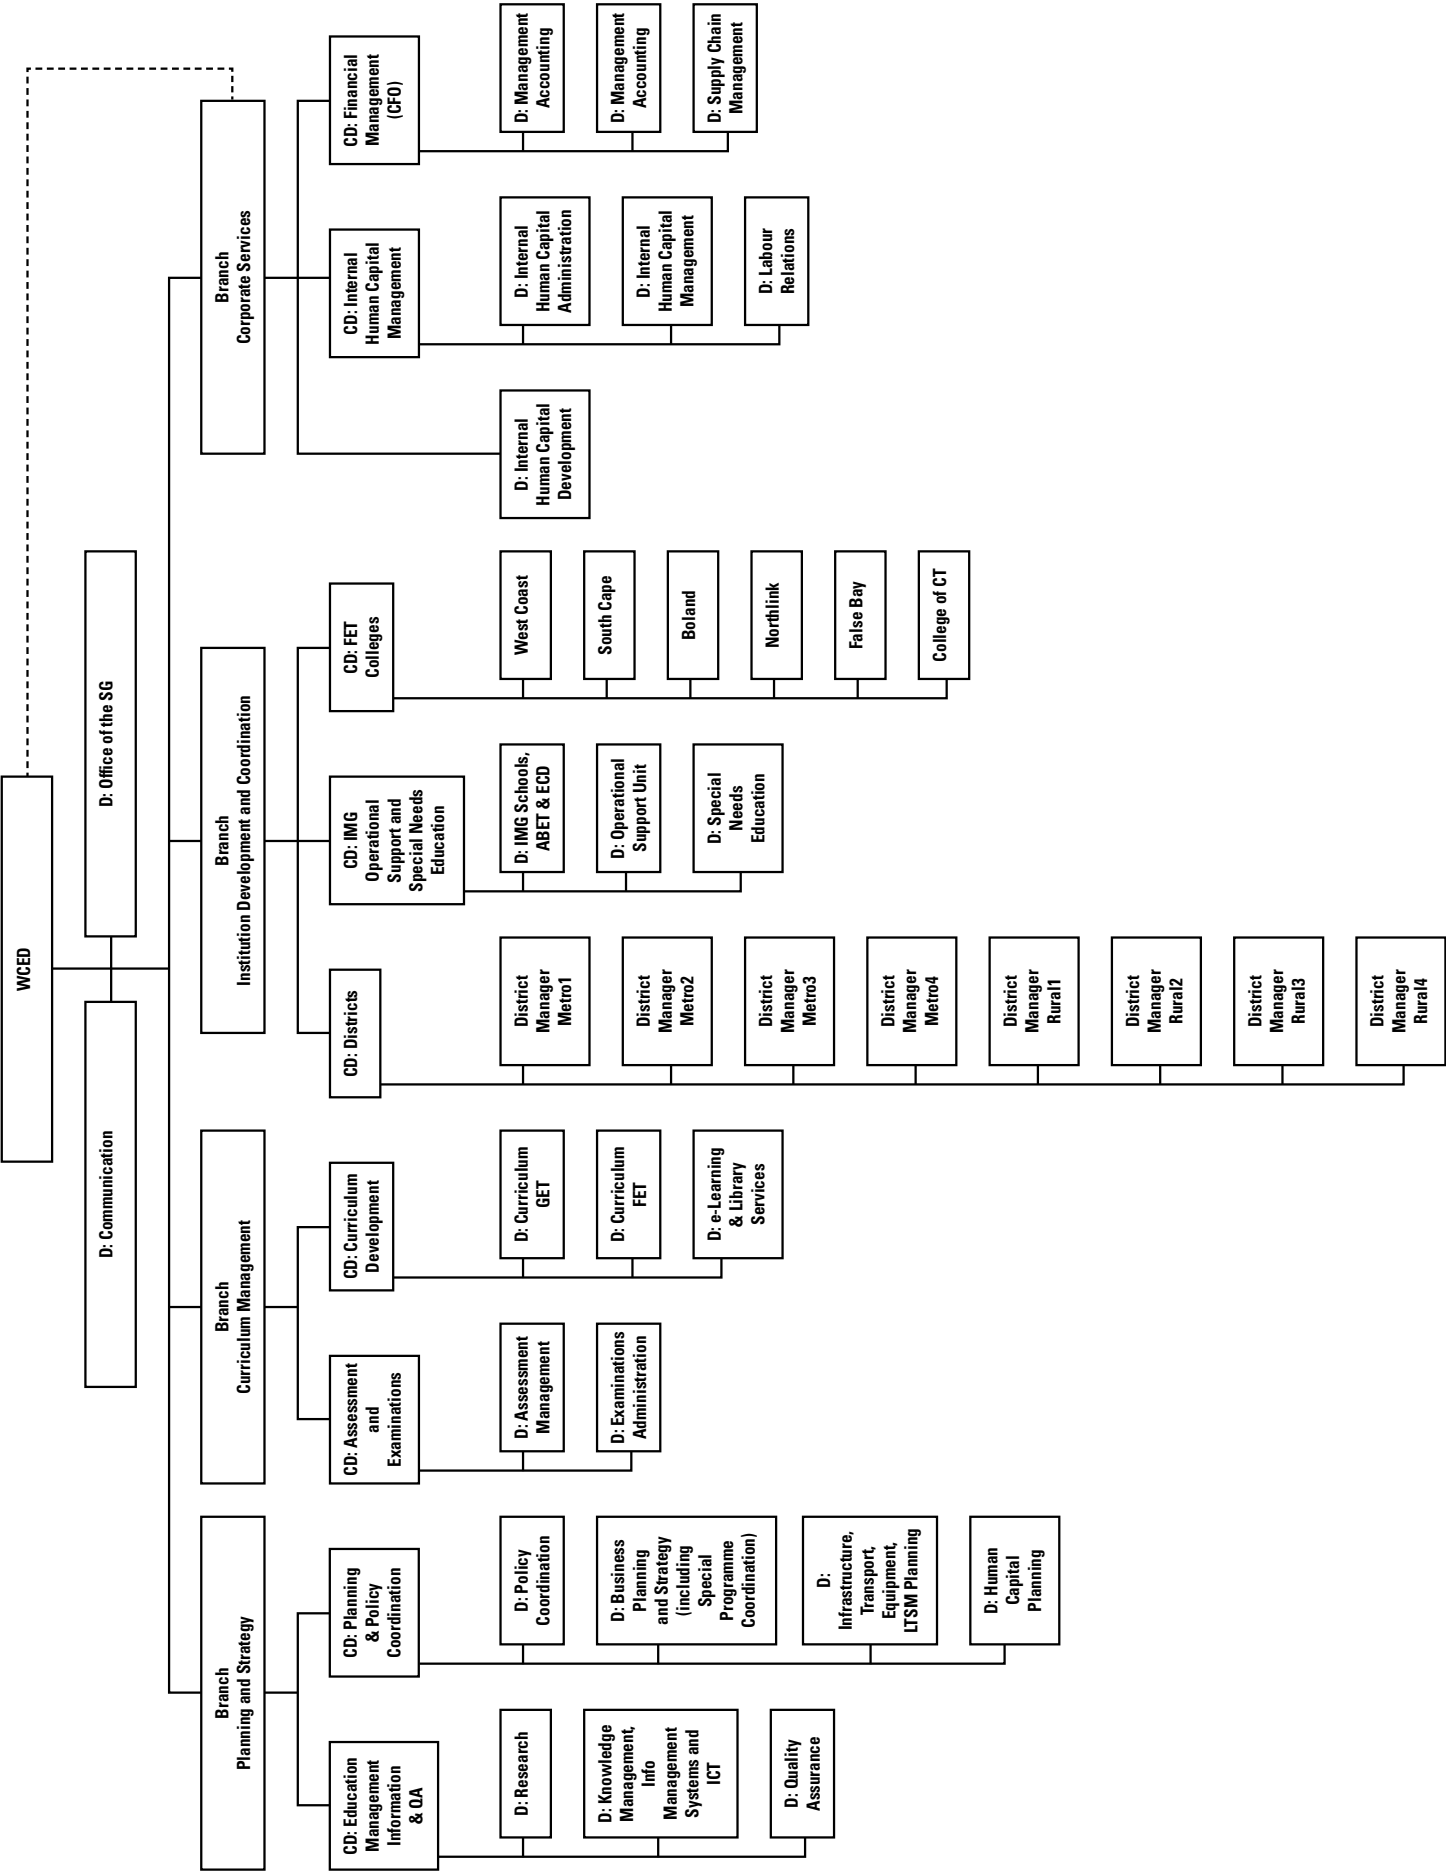 WCED
D: Communication
D: Office of the SG
Branch
Planning and Strategy
Branch
Curriculum Management
Branch
Institution Development and Coordination
Branch
Corporate Services
CD: Education
Management
Information
& QA
CD: Planning
& Policy
Coordination
CD: Assessment
and
Examinations
CD: Curriculum
Development
CD: Districts
CD: IMG
Operational
Support and
Special Needs
Education
CD: FET
Colleges
CD: Internal
Human Capital
Management
CD: Financial
Management
(CFO)
D: Research
D: Knowledge
Management,
Info
Management
Systems and
ICT
D: Quality
Assurance
D: Policy
Coordination
D: Business
Planning
and Strategy
(including
Special
Programme
Coordination)
D:
Infrastructure,
Transport,
Equipment,
LTSM Planning
D: Human
Capital
Planning
D: Assessment
Management
D: Examinations
Administration
D: Curriculum
GET
D: Curriculum
FET
D: e-Learning
& Library
Services
District
Manager
Metro1
District
Manager
Metro2
District
Manager
Metro3
District
Manager
Metro4
District
Manager
Rural1
District
Manager
Rural2
District
Manager
Rural3
District
Manager
Rural4
D: IMG Schools,
ABET & ECD
D: Operational
Support Unit
D: Special
Needs
Education
West Coast
South Cape
Boland
Northlink
False Bay
College of CT
D: Internal
Human Capital
Development
D: Internal
Human Capital
Administration
D: Internal
Human Capital
Management
D: Labour
Relations
D: Management
Accounting
D: Management
Accounting
D: Supply Chain
Management